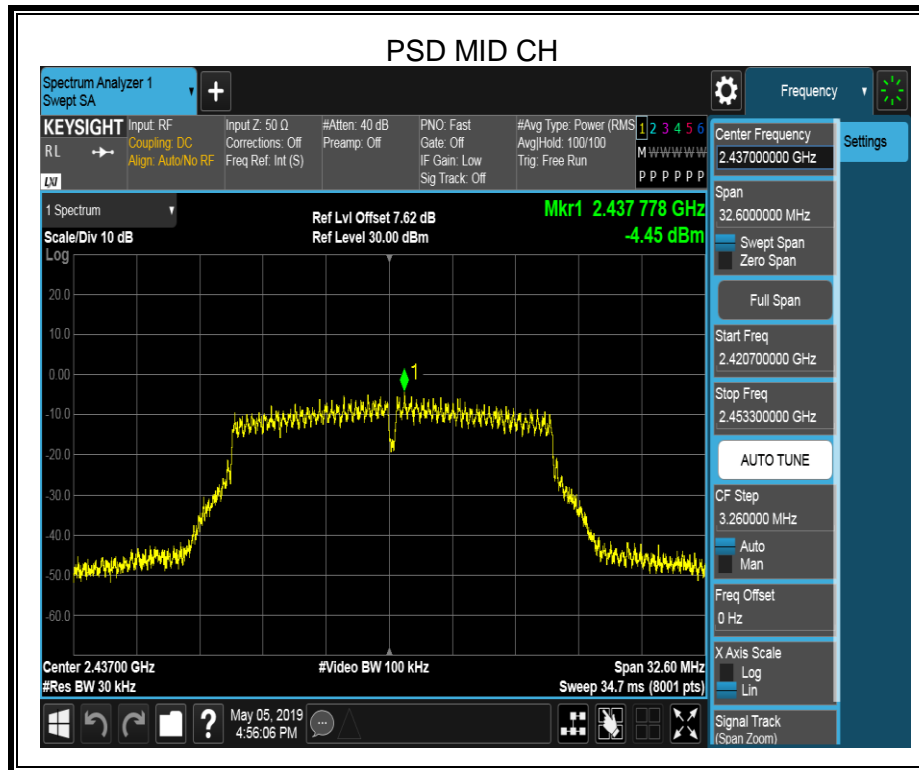 PSD MID CH
Spectrum Analyzer 1
Swept SA
+
Frequency
KEYSIGHT
RL
LXI
Input: RF
Coupling: DC
Align: Auto/No RF
Input Z: 50 Ω
Corrections: Off
Freq Ref: Int (S)
#Atten: 40 dB
Preamp: Off
PNO: Fast
Gate: Off
IF Gain: Low
Sig Track: Off
#Avg Type: Power (RMS
Avg|Hold: 100/100
Trig: Free Run
1 2 3 4 5 6
M W W W W W
P P P P P P
1 Spectrum
Scale/Div 10 dB
Ref Lvl Offset 7.62 dB
Ref Level 30.00 dBm
Mkr1 2.437 778 GHz
-4.45 dBm
Log
20.0
10.0
0.00
-10.0
-20.0
-30.0
-40.0
-50.0
-60.0
1
Center 2.43700 GHz
#Res BW 30 kHz
#Video BW 100 kHz
Span 32.60 MHz
Sweep 34.7 ms (8001 pts)
?
May 05, 2019
4:56:06 PM
Center Frequency
2.437000000 GHz
Settings
Span
32.6000000 MHz
Swept Span
Zero Span
Full Span
Start Freq
2.420700000 GHz
Stop Freq
2.453300000 GHz
AUTO TUNE
CF Step
3.260000 MHz
Auto
Man
Freq Offset
0 Hz
X Axis Scale
Log
Lin
Signal Track
(Span Zoom)